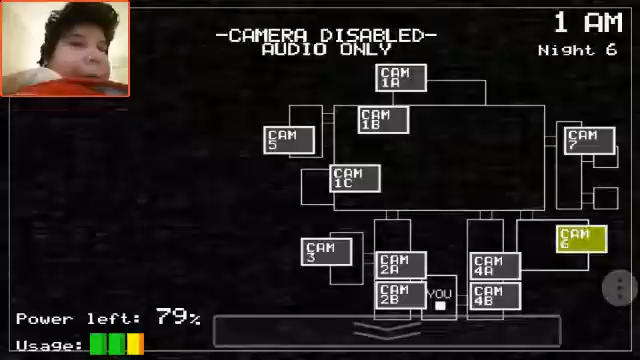 1 AM
Night 6
-CAMERA DISABLED-
AUDIO ONLY
CAM
1A
CAM
1B
CAM
5
CAM
7
CAM
1C
CAM
6
CAM
3
CAM
2A
CAM
4A
CAM
2B
YOU
CAM
4B
Power left: 79%
Usage: